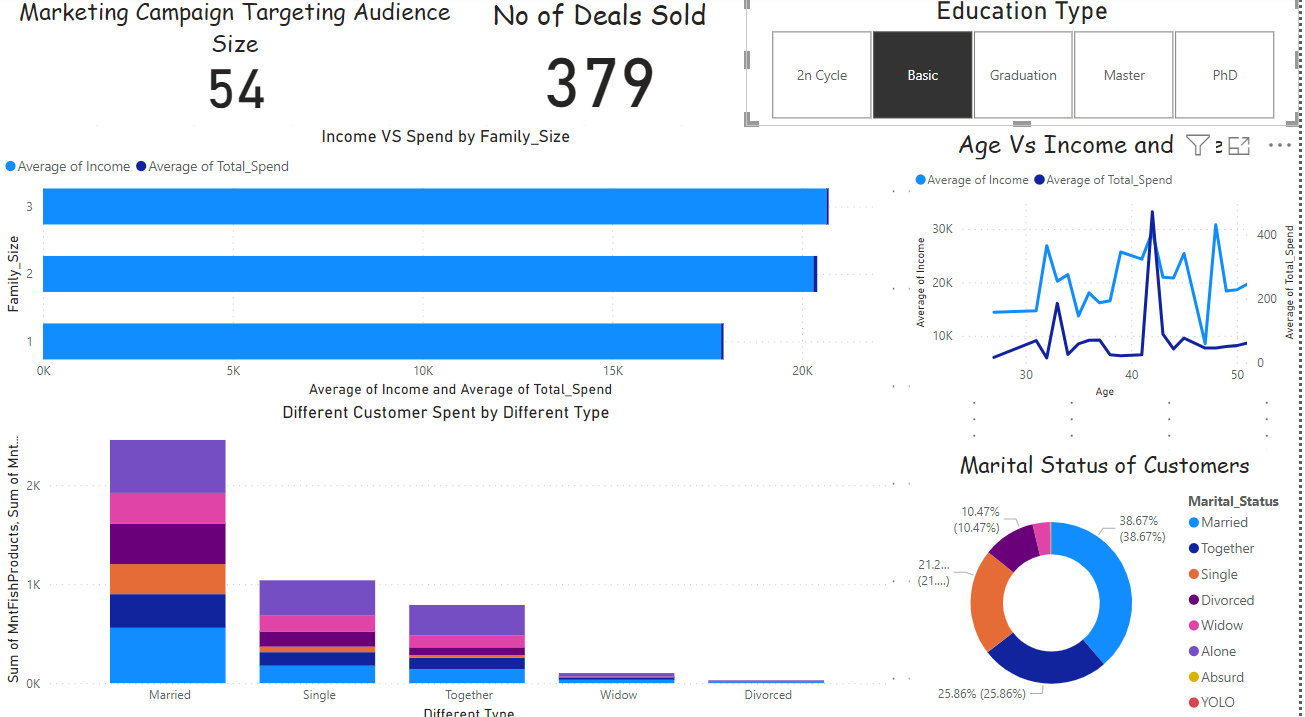 Marketing Campaign Targeting Audience
Size
54
No of Deals Sold
379
Education Type
2n Cycle
Basic
Graduation
Master
PhD
Income VS Spend by Family_Size
Average of Income
Average of Total_Spend
Family_Size
3
2
1
0K
5K
10K
15K
20K
Average of Income and Average of Total_Spend
Age Vs Income and
Average of Income
Average of Total_Spend
Average of Income
30K
20K
10K
400
200
0
Average of Total_Spend
30
40
50
Age
Different Customer Spent by Different Type
Sum of MntFishProducts, Sum of Mnt...
2K
1K
0K
Married
Single
Together
Widow
Divorced
Different Type
Marital Status of Customers
10.47%
(10.47%)
38.67%
(38.67%)
21.2...
(21....)
25.86% (25.86%)
Marital_Status
Married
Together
Single
Divorced
Widow
Alone
Absurd
YOLO